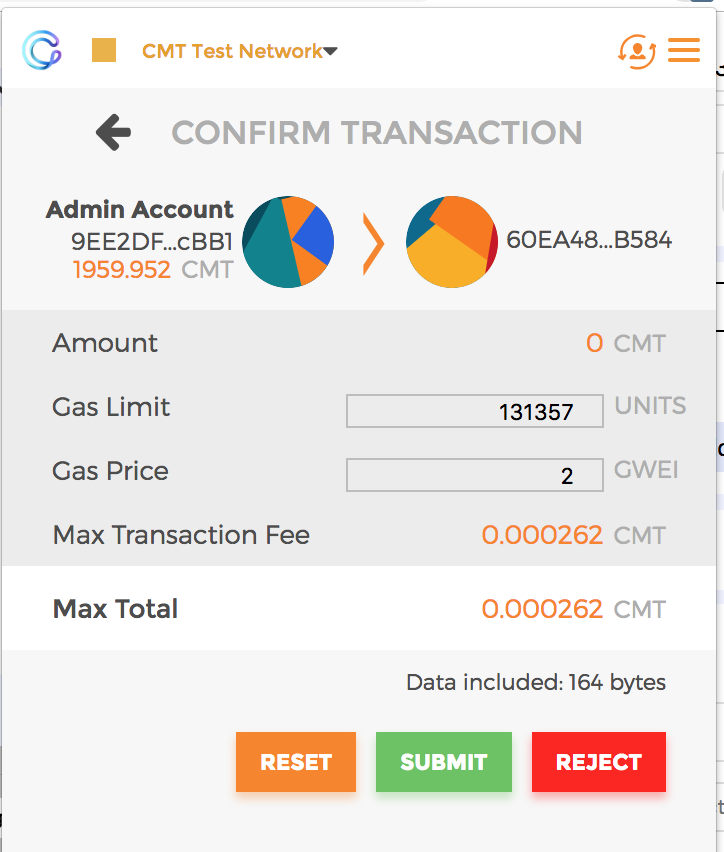 CMT Test Network
CONFIRM TRANSACTION
Admin Account
9EE2DF...cBB1
1959.952 CMT
60EA48...B584
Amount 0 CMT
Gas Limit 131357 UNITS
Gas Price 2 GWEI
Max Transaction Fee 0.000262 CMT
Max Total 0.000262 CMT
Data included: 164 bytes
RESET SUBMIT REJECT